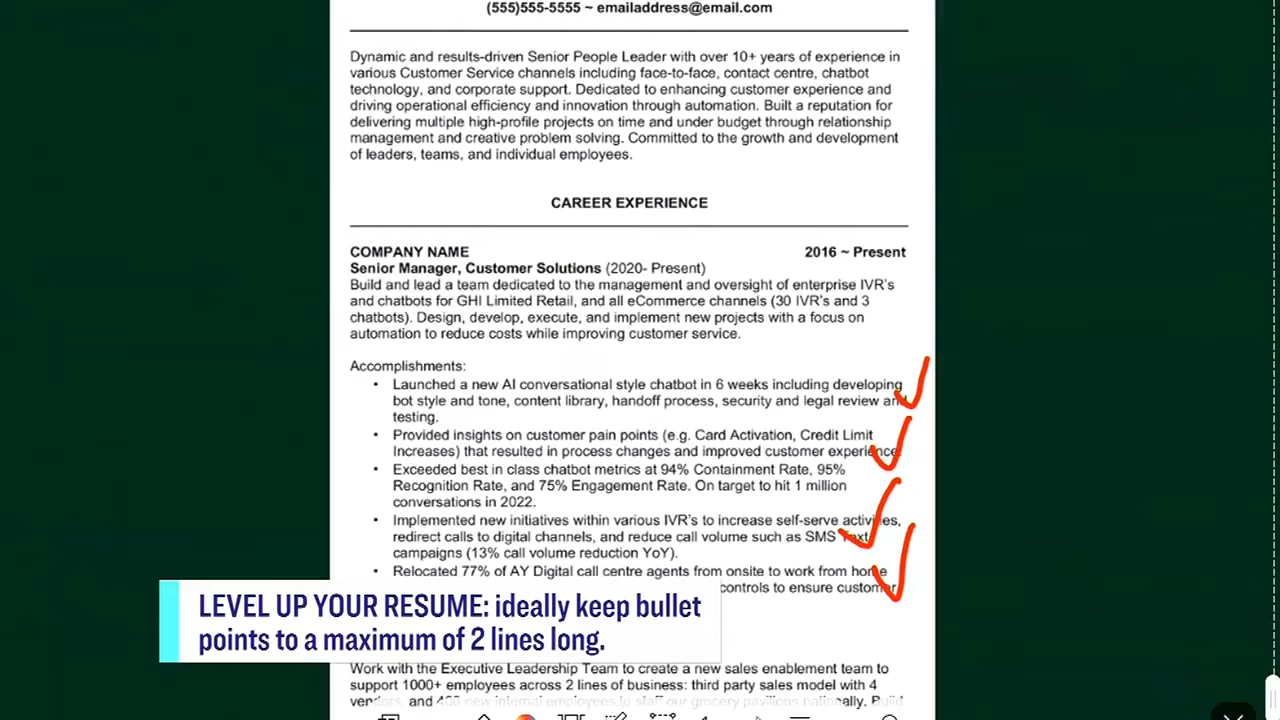 (555)555-5555 ~ emailaddress@email.com
Dynamic and results-driven Senior People Leader with over 10+ years of experience in
various Customer Service channels including face-to-face, contact centre, chatbot
technology, and corporate support. Dedicated to enhancing customer experience and
driving operational efficiency and innovation through automation. Built a reputation for
delivering multiple high-profile projects on time and under budget through relationship
management and creative problem solving. Committed to the growth and development
of leaders, teams, and individual employees.
CAREER EXPERIENCE
COMPANY NAME 2016 ~ Present
Senior Manager, Customer Solutions (2020- Present)
Build and lead a team dedicated to the management and oversight of enterprise IVR's
and chatbots for GHI Limited Retail, and all eCommerce channels (30 IVR's and 3
chatbots). Design, develop, execute, and implement new projects with a focus on
automation to reduce costs while improving customer service.
Accomplishments:
• Launched a new AI conversational style chatbot in 6 weeks including developing
bot style and tone, content library, handoff process, security and legal review and
testing.
• Provided insights on customer pain points (e.g. Card Activation, Credit Limit
Increases) that resulted in process changes and improved customer experience
• Exceeded best in class chatbot metrics at 94% Containment Rate, 95%
Recognition Rate, and 75% Engagement Rate. On target to hit 1 million
conversations in 2022.
• Implemented new initiatives within various IVR's to increase self-serve activities,
redirect calls to digital channels, and reduce call volume such as SMS Text
campaigns (13% call volume reduction YoY).
• Relocated 77% of AY Digital call centre agents from onsite to work from home
controls to ensure customer
LEVEL UP YOUR RESUME: ideally keep bullet
points to a maximum of 2 lines long.
Work with the Executive Leadership Team to create a new sales enablement team to
support 1000+ employees across 2 lines of business: third party sales model with 4
vendors, and 400 new internal employees to staff our grocery pavilions nationally. Build